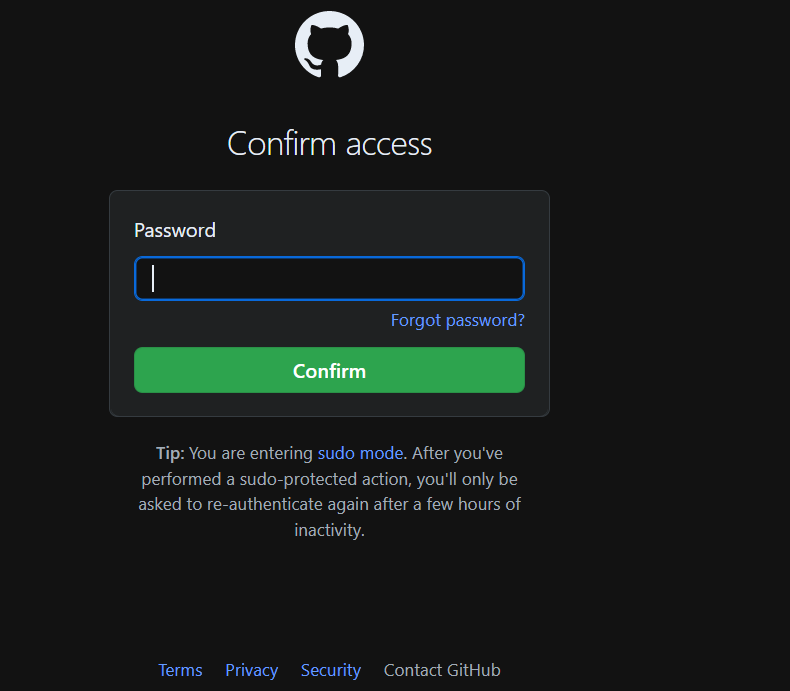 Confirm access
Password
Forgot password?
Confirm
Tip: You are entering sudo mode. After you've
performed a sudo-protected action, you'll only be
asked to re-authenticate again after a few hours of
inactivity.
Terms Privacy Security Contact GitHub